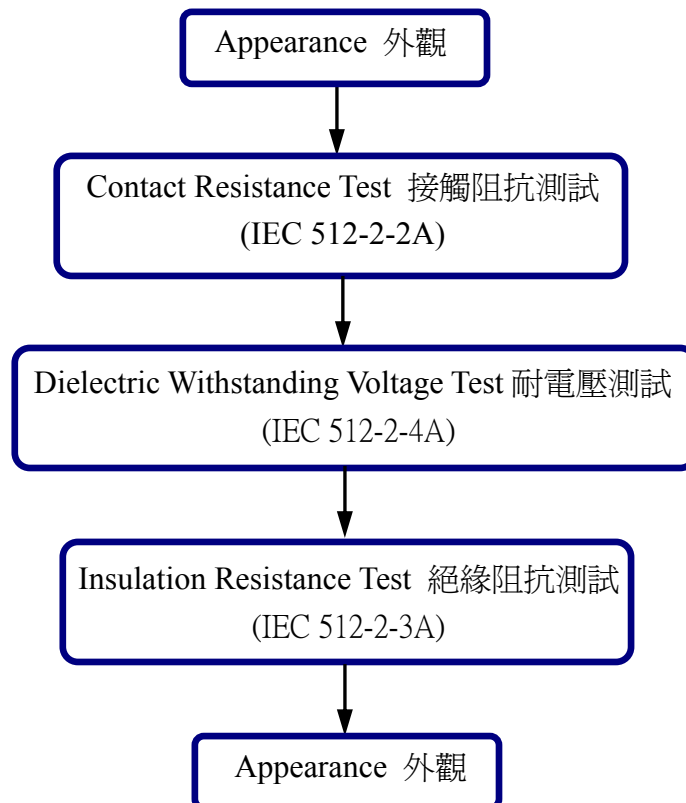 Appearance 外觀
Contact Resistance Test 接觸阻抗測試
(IEC 512-2-2A)
Dielectric Withstanding Voltage Test 耐電壓測試
(IEC 512-2-4A)
Insulation Resistance Test 絕緣阻抗測試
(IEC 512-2-3A)
Appearance 外觀